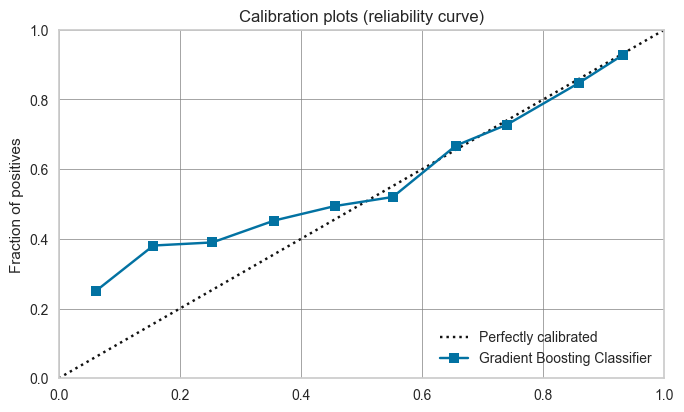 Calibration plots (reliability curve)
1.0
0.8
0.6
0.4
0.2
0.0
Fraction of positives
0.0 0.2 0.4 0.6 0.8 1.0
Perfectly calibrated
Gradient Boosting Classifier